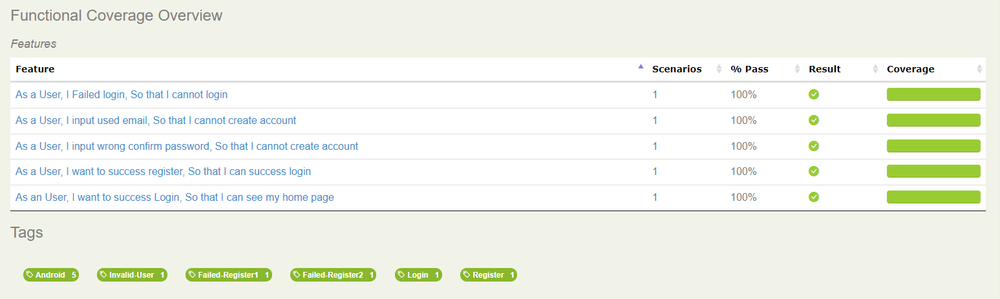 Functional Coverage Overview
Features
Feature Scenarios % Pass Result Coverage
As a User, I Failed login, So that I cannot login 1 100%
As a User, I input used email, So that I cannot create account 1 100%
As a User, I input wrong confirm password, So that I cannot create account 1 100%
As a User, I want to success register, So that I can success login 1 100%
As an User, I want to success Login, So that I can see my home page 1 100%
Tags
Android 5 Invalid-User 1 Failed-Register1 1 Failed-Register2 1 Login 1 Register 1